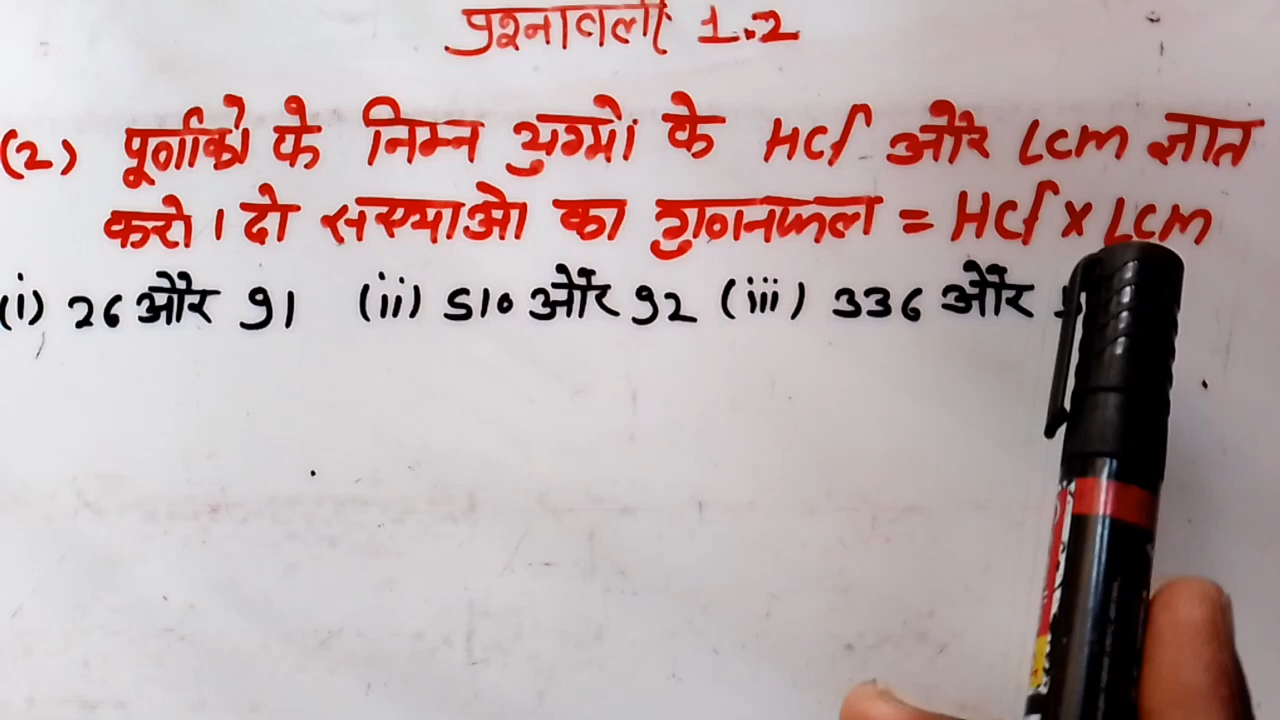 प्रश्नावली 1.2
(2) पूर्णांको के निम्न युग्मो के HCf और LCM ज्ञात
करो। दो सख्याओ का गुणनफल = HCf x LCM
(i) 26 और 91 (ii) 510 और 92 (iii) 336 और